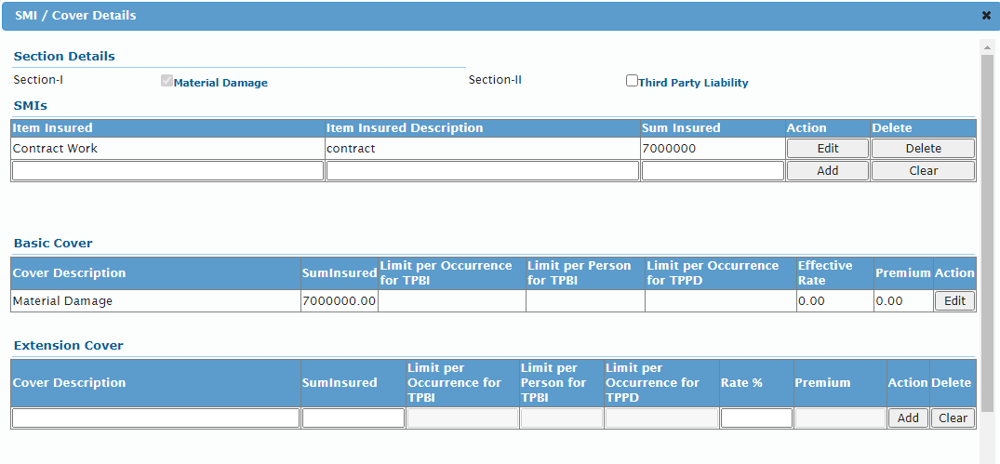 SMI / Cover Details
Section Details
Section-I Material Damage Section-II Third Party Liability
SMIs
Item Insured Item Insured Description Sum Insured Action Delete
Contract Work contract 7000000 Edit Delete
Add Clear
Basic Cover
Cover Description SumInsured Limit per Occurrence for TPBI Limit per Person for TPBI Limit per Occurrence for TPPD Effective Rate Premium Action
Material Damage 7000000.00 0.00 0.00 Edit
Extension Cover
Cover Description SumInsured Limit per Occurrence for TPBI Limit per Person for TPBI Limit per Occurrence for TPPD Rate % Premium Action Delete
Add Clear